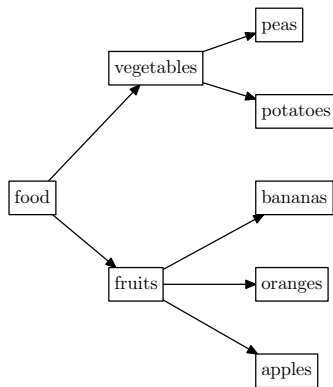 peas
vegetables
potatoes
food
bananas
fruits
oranges
apples